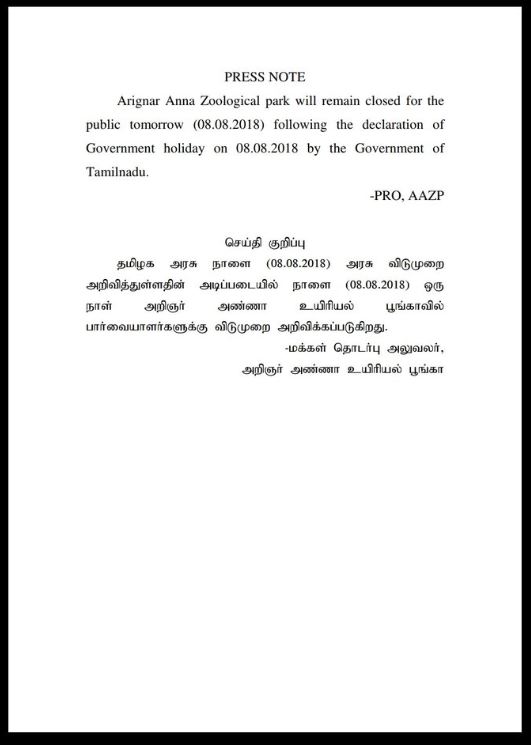 PRESS NOTE
Arignar Anna Zoological park will remain closed for the
public tomorrow (08.08.2018) following the declaration of
Government holiday on 08.08.2018 by the Government of
Tamilnadu.
-PRO, AAZP
செய்தி குறிப்பு
தமிழக அரசு நாளை (08.08.2018) அரசு விடுமுறை
அறிவித்துள்ளதின் அடிப்படையில் நாளை (08.08.2018) ஒரு
நாள் அறிஞர் அண்ணா உயிரியல் பூங்காவில்
பார்வையாளர்களுக்கு விடுமுறை அறிவிக்கப்படுகிறது.
-மக்கள் தொடர்பு அலுவலர்,
அறிஞர் அண்ணா உயிரியல் பூங்கா